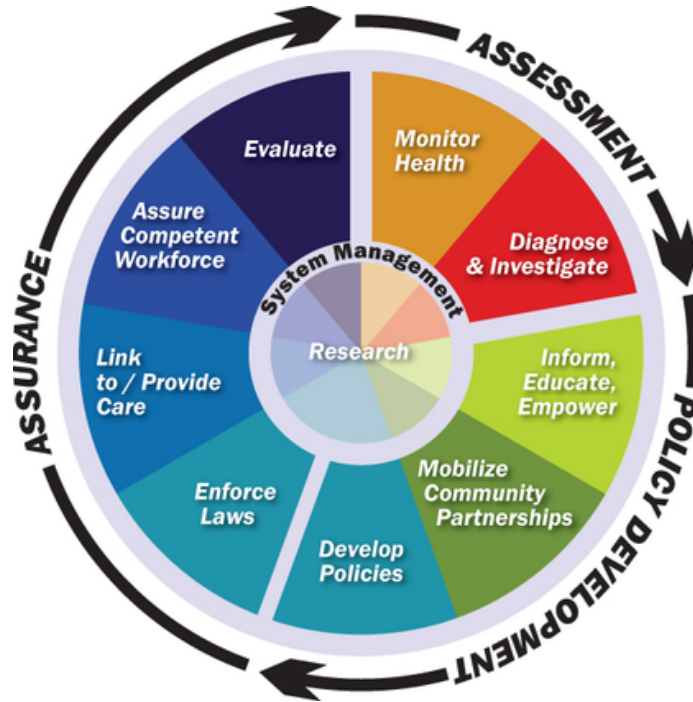 ASSESSMENT
Monitor
Health
Diagnose
& Investigate
POLICY DEVELOPMENT
Inform,
Educate,
Empower
Mobilize
Community
Partnerships
Develop
Policies
ASSURANCE
Enforce
Laws
Link
to / Provide
Care
Assure
Competent
Workforce
Evaluate
System Management
Research